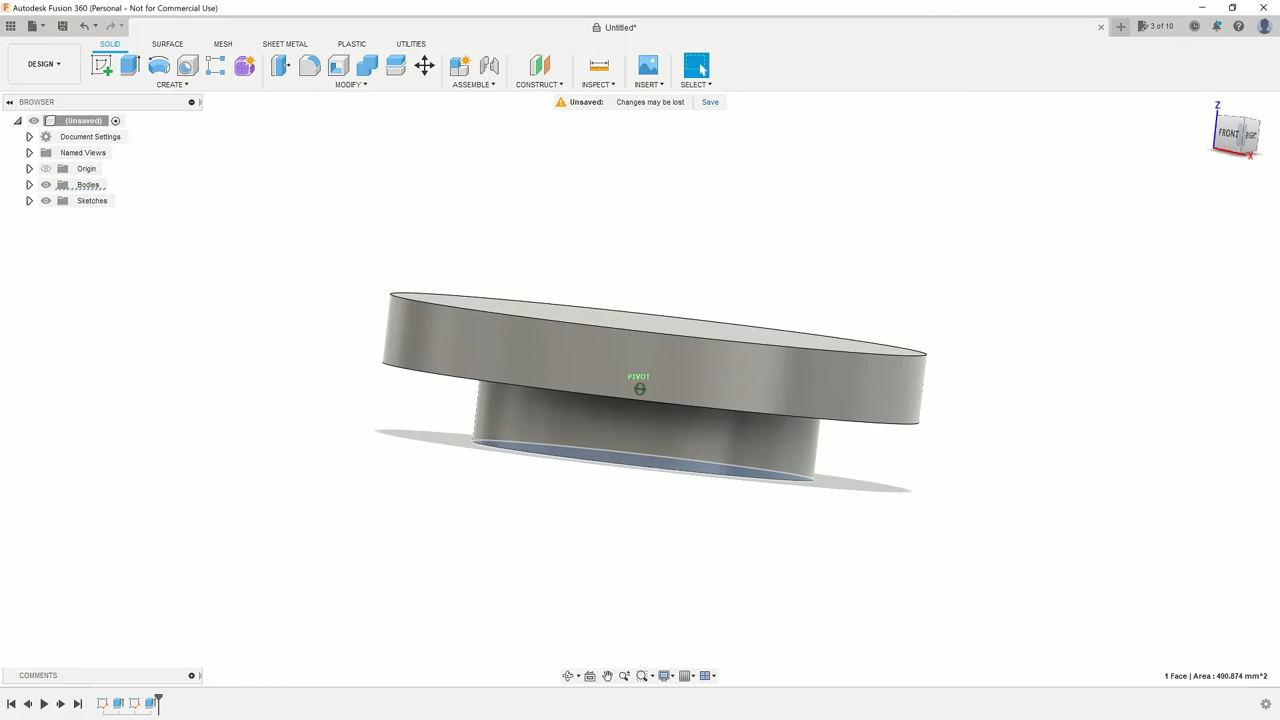 Autodesk Fusion 360 (Personal - Not for Commercial Use)
Untitled*
3 of 10
SOLID SURFACE MESH SHEET METAL PLASTIC UTILITIES
DESIGN
CREATE MODIFY ASSEMBLE CONSTRUCT INSPECT INSERT SELECT
BROWSER
Unsaved: Changes may be lost Save
(Unsaved)
Document Settings
Named Views
Origin
Bodies
Sketches
Z
FRONT RIGHT
X
PIVOT
COMMENTS
1 Face | Area : 490.874 mm^2